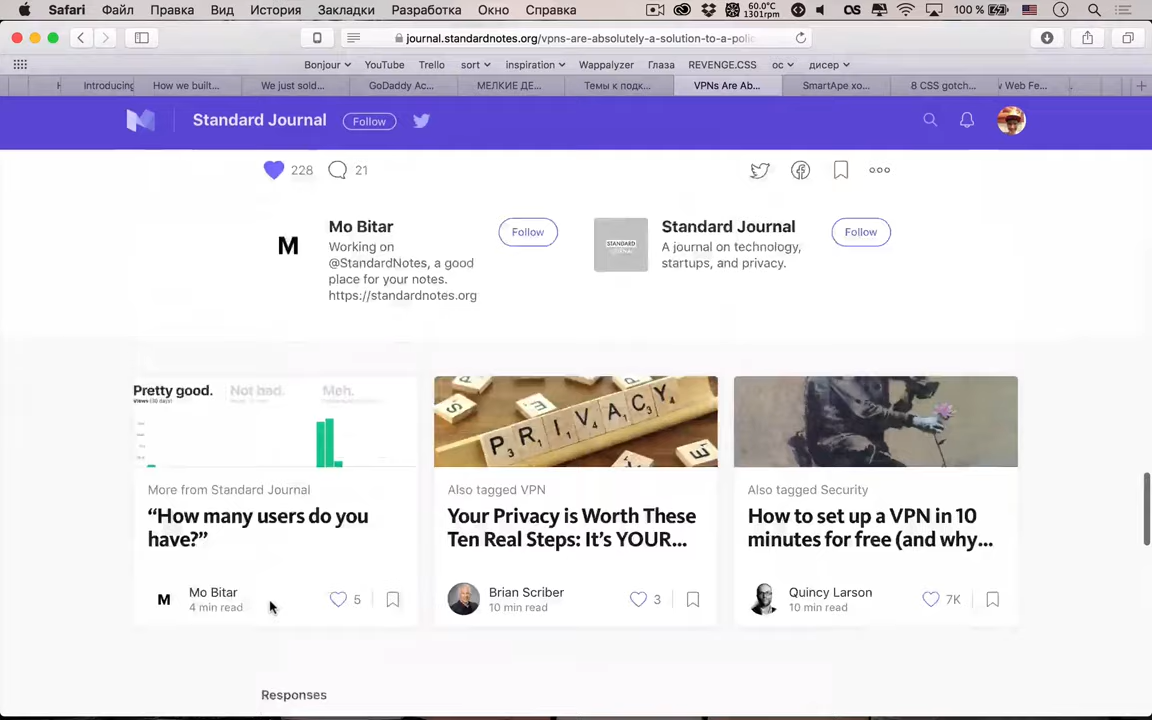 Safari Файл Правка Вид История Закладки Разработка Окно Справка 60.0°C 1301rpm 100 %
journal.standardnotes.org/vpns-are-absolutely-a-solution-to-a-poli
Bonjour YouTube Trello sort inspiration Wappalyzer Глаза REVENGE.CSS ос дисер
Introducing How we built... We just sold... GoDaddy Ac... МЕЛКИЕ ДЕ... Темы к подк... VPNs Are Ab... SmartApe хо... 8 CSS gotch... Web Fe...
Standard Journal Follow
228 21
Mo Bitar Follow Standard Journal Follow
Working on A journal on technology,
@StandardNotes, a good startups, and privacy.
place for your notes.
https://standardnotes.org
M STANDARD
Pretty good. Not bad. Meh.
PRIVACY
More from Standard Journal Also tagged VPN Also tagged Security
“How many users do you Your Privacy is Worth These How to set up a VPN in 10
have?” Ten Real Steps: It’s YOUR... minutes for free (and why...
M Mo Bitar 5 Brian Scriber 3 Quincy Larson 7K
4 min read 10 min read 10 min read
Responses